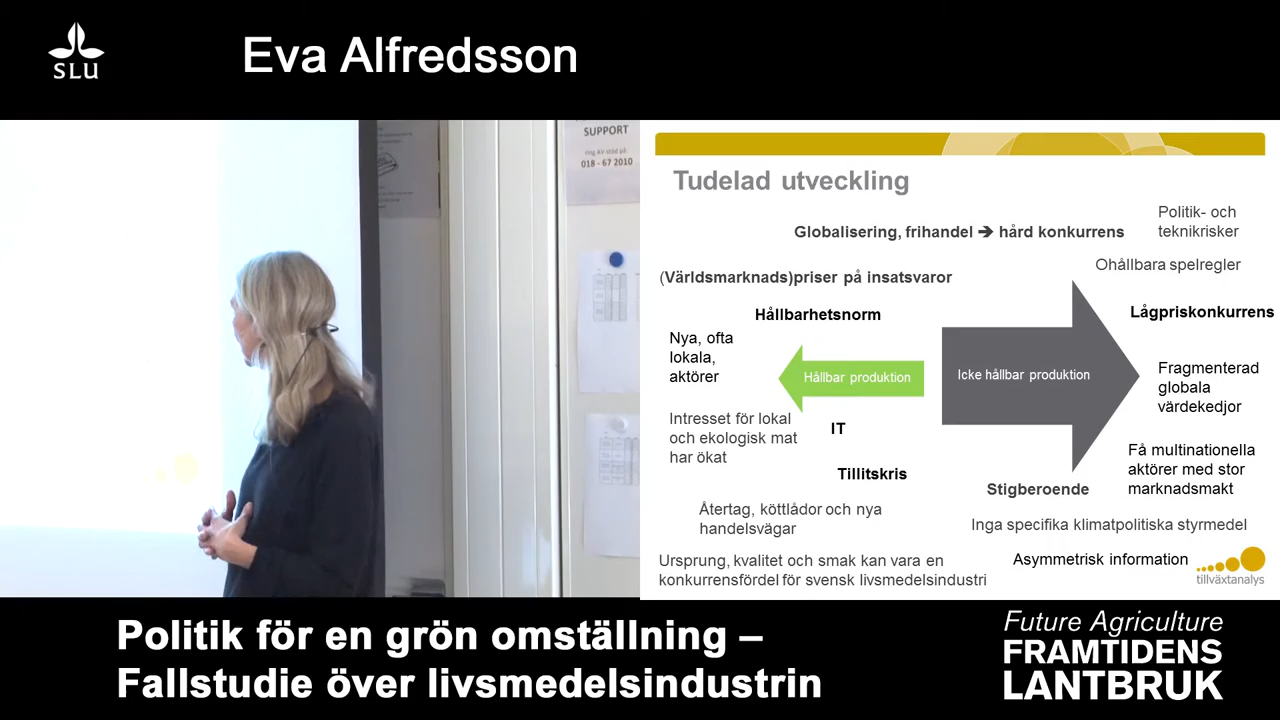 SLU
Eva Alfredsson
SUPPORT
ring AV-stöd på:
018 - 67 2010
Tudelad utveckling
Globalisering, frihandel ➔ hård konkurrens
Politik- och
teknikrisker
Ohållbara spelregler
(Världsmarknads)priser på insatsvaror
Hållbarhetsnorm
Lågpriskonkurrens
Nya, ofta
lokala,
aktörer
Hållbar produktion
Icke hållbar produktion
Fragmenterad
globala
värdekedjor
Intresset för lokal
och ekologisk mat
har ökat
IT
Tillitskris
Få multinationella
aktörer med stor
marknadsmakt
Stigberoende
Återtag, köttlådor och nya
handelsvägar
Inga specifika klimatpolitiska styrmedel
Ursprung, kvalitet och smak kan vara en
konkurrensfördel för svensk livsmedelsindustri
Asymmetrisk information
tillväxtanalys
Politik för en grön omställning –
Fallstudie över livsmedelsindustrin
Future Agriculture
FRAMTIDENS
LANTBRUK